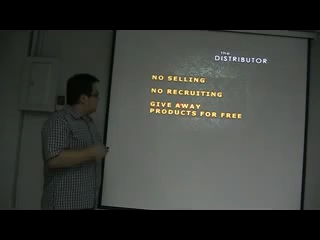 the
DISTRIBUTOR
NO SELLING
NO RECRUITING
GIVE AWAY
PRODUCTS FOR FREE